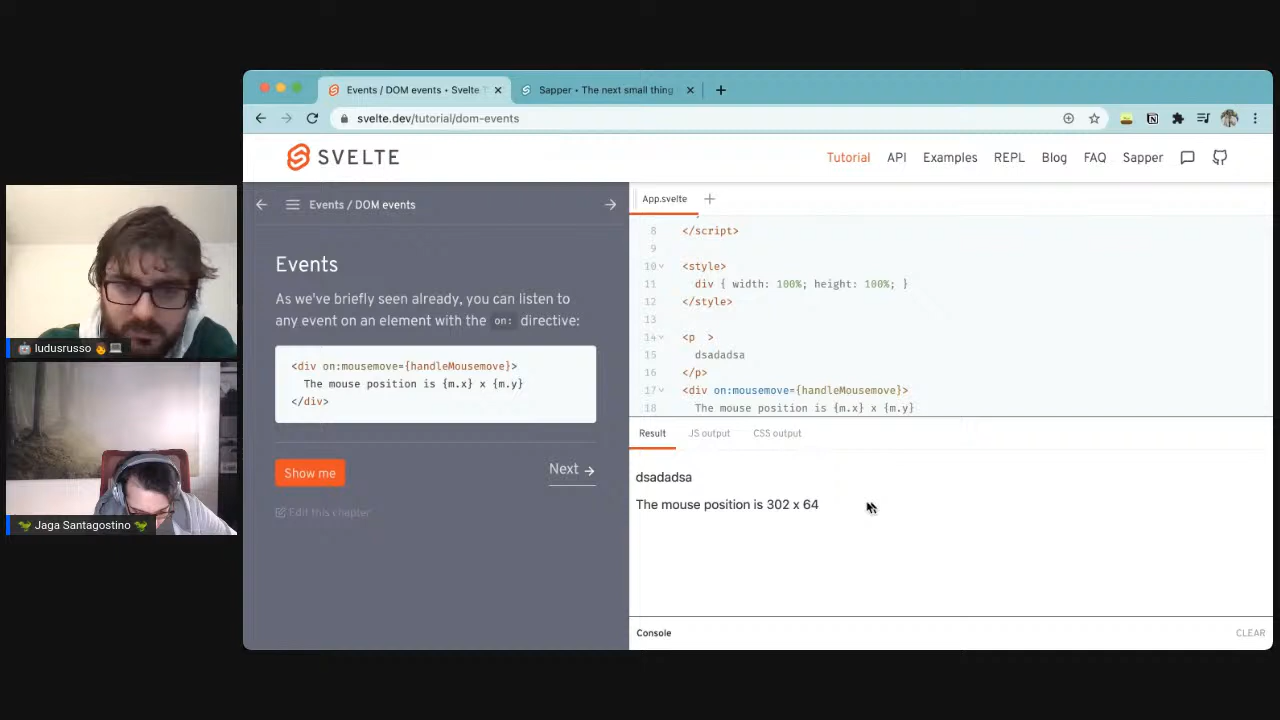 Events / DOM events • Svelte T
Sapper • The next small thing
svelte.dev/tutorial/dom-events
SVELTE
Tutorial
API
Examples
REPL
Blog
FAQ
Sapper
Events / DOM events
Events
As we've briefly seen already, you can listen to
any event on an element with the on: directive:
<div on:mousemove={handleMousemove}>
The mouse position is {m.x} x {m.y}
</div>
Show me
Next
Edit this chapter
App.svelte
8 </script>
9
10 <style>
11 div { width: 100%; height: 100%; }
12 </style>
13
14 <p >
15 dsadadsa
16 </p>
17 <div on:mousemove={handleMousemove}>
18 The mouse position is {m.x} x {m.y}
Result
JS output
CSS output
dsadadsa
The mouse position is 302 x 64
Console
CLEAR
ludusrusso
Jaga Santagostino